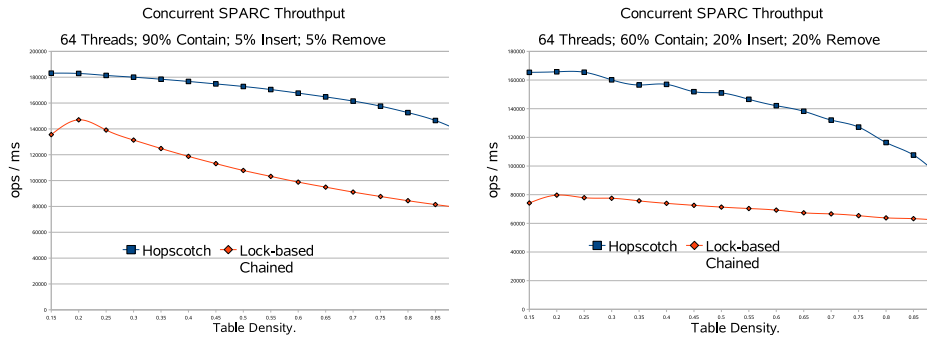 Concurrent SPARC Throuthput
64 Threads; 90% Contain; 5% Insert; 5% Remove
200000
180000
160000
140000
120000
100000
80000
60000
40000
20000
0
ops / ms
Hopscotch
Lock-based
Chained
0.15 0.2 0.25 0.3 0.35 0.4 0.45 0.5 0.55 0.6 0.65 0.7 0.75 0.8 0.85
Table Density.
Concurrent SPARC Throuthput
64 Threads; 60% Contain; 20% Insert; 20% Remove
180000
160000
140000
120000
100000
80000
60000
40000
20000
0
ops / ms
Hopscotch
Lock-based
Chained
0.15 0.2 0.25 0.3 0.35 0.4 0.45 0.5 0.55 0.6 0.65 0.7 0.75 0.8 0.85
Table Density.